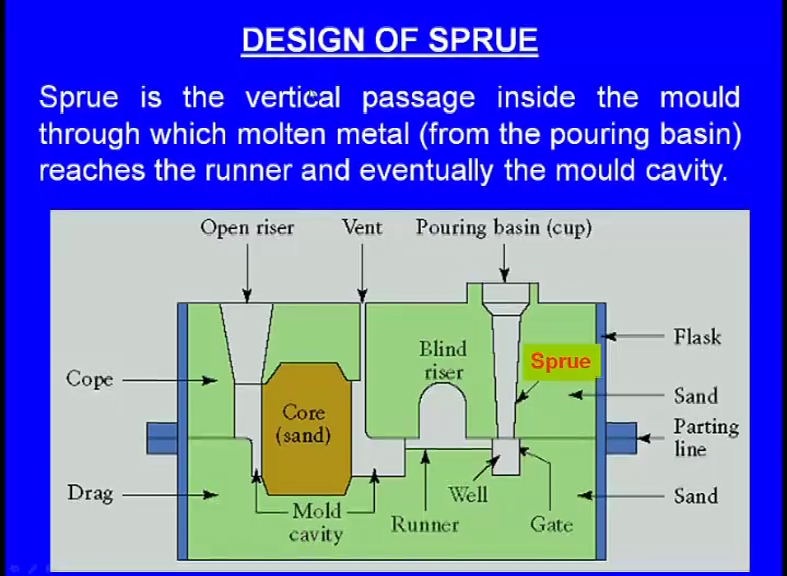 DESIGN OF SPRUE
Sprue is the vertical passage inside the mould
through which molten metal (from the pouring basin)
reaches the runner and eventually the mould cavity.
Open riser
Vent
Pouring basin (cup)
Flask
Blind
riser
Sprue
Cope
Sand
Core
(sand)
Parting
line
Drag
Well
Sand
Mold
cavity
Runner
Gate